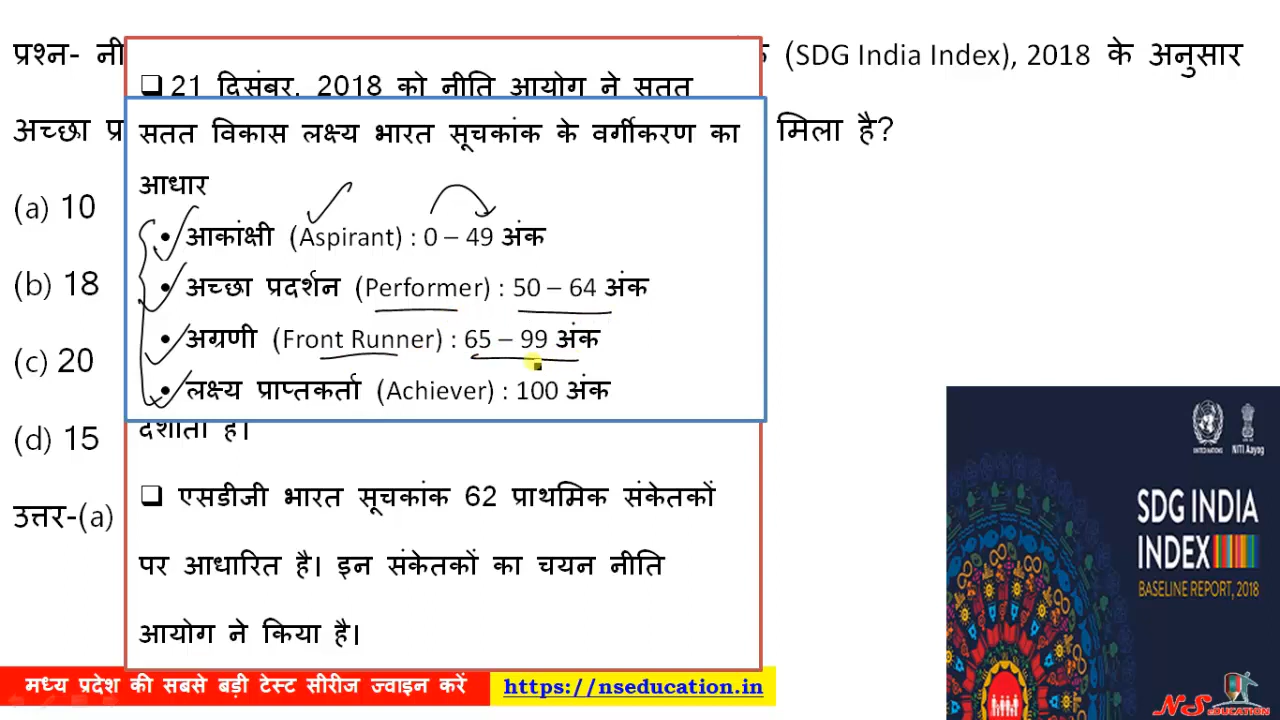 प्रश्न- नी
(SDG India Index), 2018 के अनुसार
❑ 21 दिसंबर, 2018 को नीति आयोग ने सतत
अच्छा प्र
मिला है?
सतत विकास लक्ष्य भारत सूचकांक के वर्गीकरण का
आधार
• आकांक्षी (Aspirant) : 0 – 49 अंक
• अच्छा प्रदर्शन (Performer) : 50 – 64 अंक
• अग्रणी (Front Runner) : 65 – 99 अंक
• लक्ष्य प्राप्तकर्ता (Achiever) : 100 अंक
दर्शाता है।
❑ एसडीजी भारत सूचकांक 62 प्राथमिक संकेतकों
पर आधारित है। इन संकेतकों का चयन नीति
आयोग ने किया है।
(a) 10
(b) 18
(c) 20
(d) 15
उत्तर-(a)
UNITED NATIONS
NITI Aayog
SDG INDIA
INDEX
BASELINE REPORT, 2018
मध्य प्रदेश की सबसे बड़ी टेस्ट सीरीज ज्वाइन करें
https://nseducation.in
NS EDUCATION